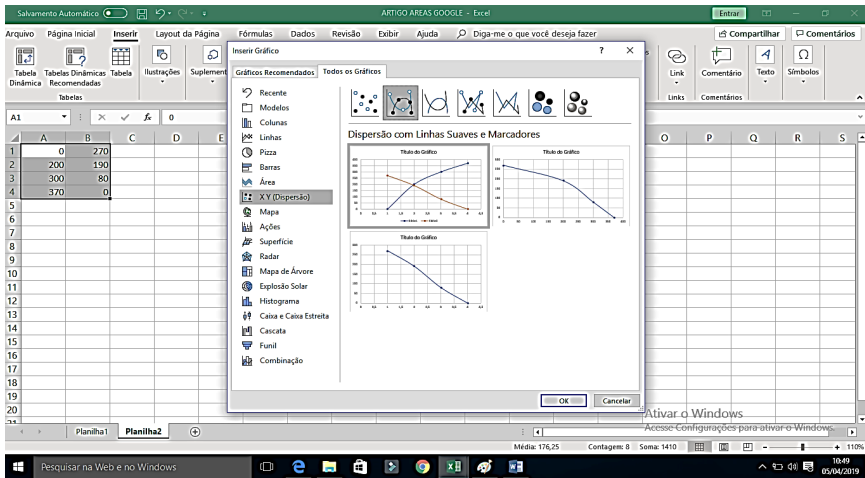 Salvamento Automático
ARTIGO AREAS GOOGLE - Excel
Entrar
Arquivo Página Inicial Inserir Layout da Página Fórmulas Dados Revisão Exibir Ajuda Diga-me o que você deseja fazer Compartilhar Comentários
Tabela Dinâmica
Tabelas Dinâmicas Recomendadas
Tabela
Ilustrações
Suplement
Link
Comentário
Texto
Símbolos
Tabelas
Links
Comentários
A1
fx 0
A B C D E O P Q R S
1 0 270
2 200 190
3 300 80
4 370 0
5
6
7
8
9
10
11
12
13
14
15
16
17
18
19
20
21
Inserir Gráfico ? ×
Gráficos Recomendados Todos os Gráficos
Recente
Modelos
Colunas
Linhas
Pizza
Barras
Área
X Y (Dispersão)
Mapa
Ações
Superfície
Radar
Mapa de Árvore
Explosão Solar
Histograma
Caixa e Caixa Estreita
Cascata
Funil
Combinação
Dispersão com Linhas Suaves e Marcadores
Título do Gráfico
Título do Gráfico
Título do Gráfico
OK Cancelar
Ativar o Windows
Acesse Configurações para ativar o Windows.
Planilha1 Planilha2
Média: 176,25 Contagem: 8 Soma: 1410
110%
Pesquisar na Web e no Windows
10:49
05/04/2019